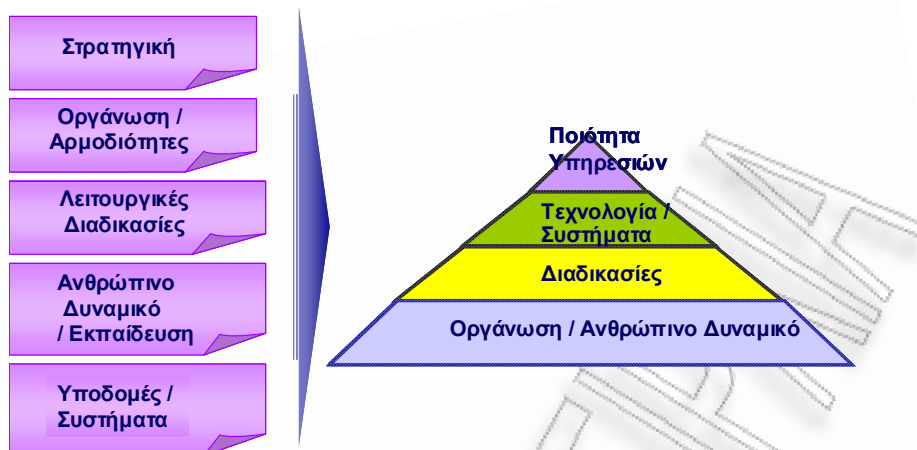 Στρατηγική
Οργάνωση /
Αρμοδιότητες
Λειτουργικές
Διαδικασίες
Ανθρώπινο
Δυναμικό
/ Εκπαίδευση
Υποδομές /
Συστήματα
Ποιότητα
Υπηρεσιών
Τεχνολογία /
Συστήματα
Διαδικασίες
Οργάνωση / Ανθρώπινο Δυναμικό